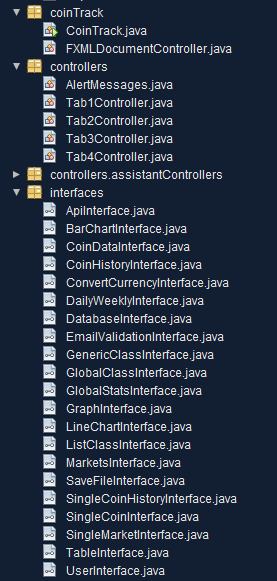 coinTrack
CoinTrack.java
FXMLDocumentController.java
controllers
AlertMessages.java
Tab1Controller.java
Tab2Controller.java
Tab3Controller.java
Tab4Controller.java
controllers.assistantControllers
interfaces
ApiInterface.java
BarChartInterface.java
CoinDataInterface.java
CoinHistoryInterface.java
ConvertCurrencyInterface.java
DailyWeeklyInterface.java
DatabaseInterface.java
EmailValidationInterface.java
GenericClassInterface.java
GlobalClassInterface.java
GlobalStatsInterface.java
GraphInterface.java
LineChartInterface.java
ListClassInterface.java
MarketsInterface.java
SaveFileInterface.java
SingleCoinHistoryInterface.java
SingleCoinInterface.java
SingleMarketInterface.java
TableInterface.java
UserInterface.java